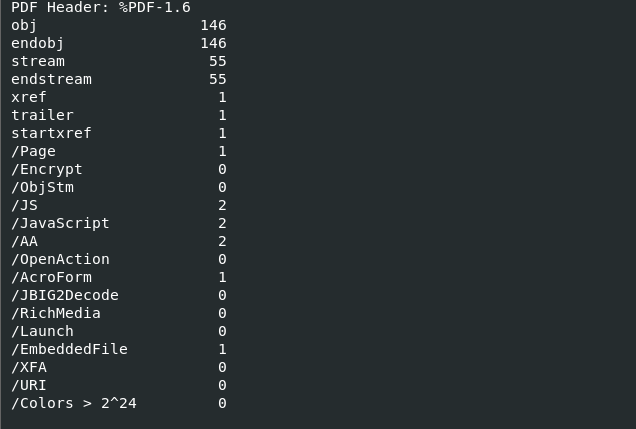 PDF Header: %PDF-1.6
obj 146
endobj 146
stream 55
endstream 55
xref 1
trailer 1
startxref 1
/Page 1
/Encrypt 0
/ObjStm 0
/JS 2
/JavaScript 2
/AA 2
/OpenAction 0
/AcroForm 1
/JBIG2Decode 0
/RichMedia 0
/Launch 0
/EmbeddedFile 1
/XFA 0
/URI 0
/Colors > 2^24 0